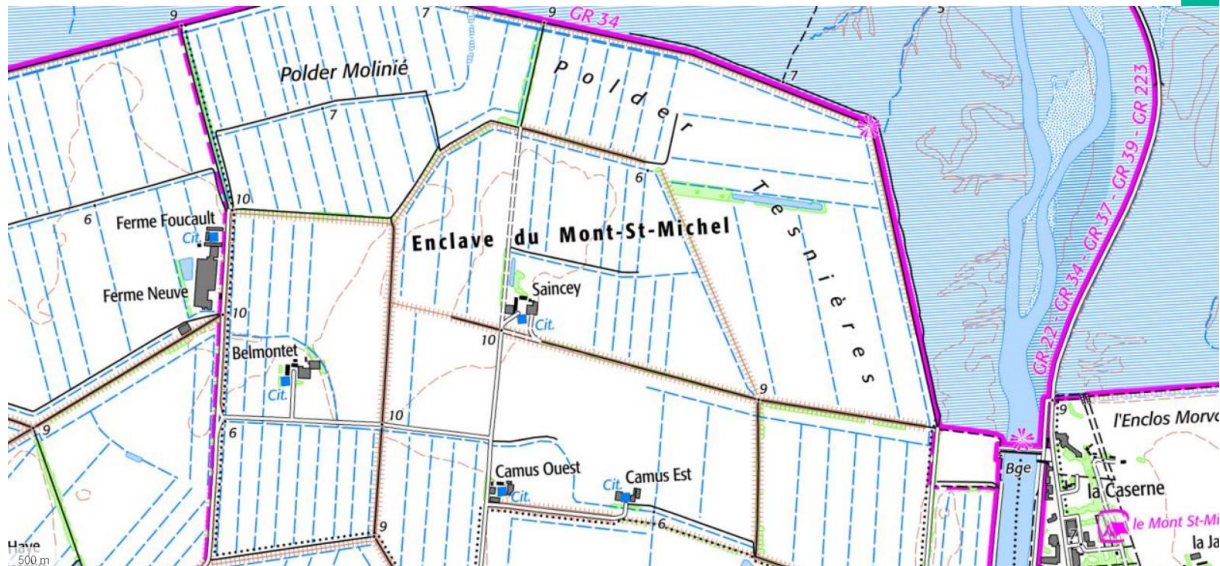 9
7
9
GR 34
5
Polder Molinié
7
7
Polder Tesnières
6
6
10
Ferme Foucault
Cit.
Enclave du Mont-St-Michel
GR 22 - GR 34 - GR 37 - GR 39 - GR 223
Ferme Neuve
Saincey
Cit.
10
10
Belmontet
Cit.
9
9
9
6
10
l'Enclos Morv
Camus Ouest
Cit.
Camus Est
Cit.
Bge
la Caserne
6
9
le Mont St-Mi
la Ja
Haye
500 m